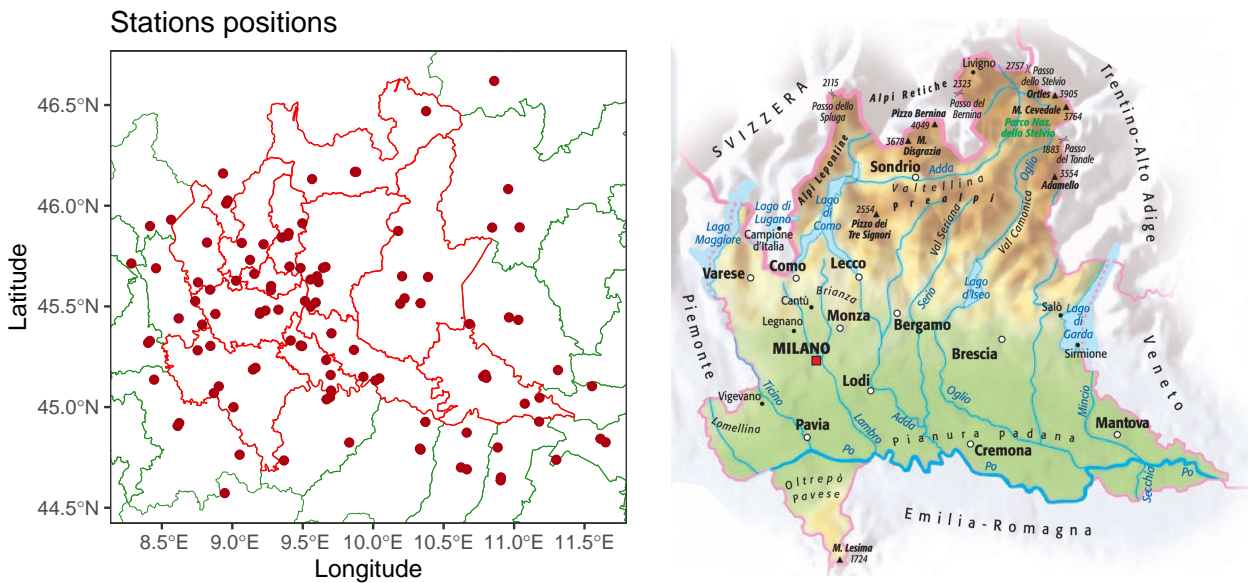 Stations positions
46.5°N
46.0°N
45.5°N
45.0°N
44.5°N
Latitude
8.5°E
9.0°E
9.5°E
10.0°E
10.5°E
11.0°E
11.5°E
Longitude
SVIZZERA
Trentino-Alto Adige
Livigno
2757
Passo
dello Stelvio
Ortles
3905
2115
Passo dello
Spluga
Alpi Retiche
2323
Passo del
Bernina
M. Cevedale
3764
Pizzo Bernina
4049
Parco Naz.
dello Stelvio
3678
M.
Disgrazia
1883
Passo
del Tonale
3554
Adamello
Alpi Lepontine
Sondrio
Adda
Valtellina
Oglio
Prealpi
Lago
di
Como
2554
Pizzo dei
Tre Signori
Val Seriana
Val Camonica
Lago di
Lugano
Campione
d'Italia
Lago
Maggiore
Varese
Como
Lecco
Brianza
Serio
Lago
d'Iseo
Cantù
Salò
Lago
di
Garda
Legnano
Monza
Bergamo
Piemonte
MILANO
Brescia
Sirmione
Veneto
Lodi
Ticino
Vigevano
Oglio
Mincio
Lomellina
Pavia
Lambro
Adda
Pianura padana
Mantova
Po
Cremona
Po
Secchia
Po
Oltrepò
Pavese
Emilia-Romagna
M. Lesima
1724